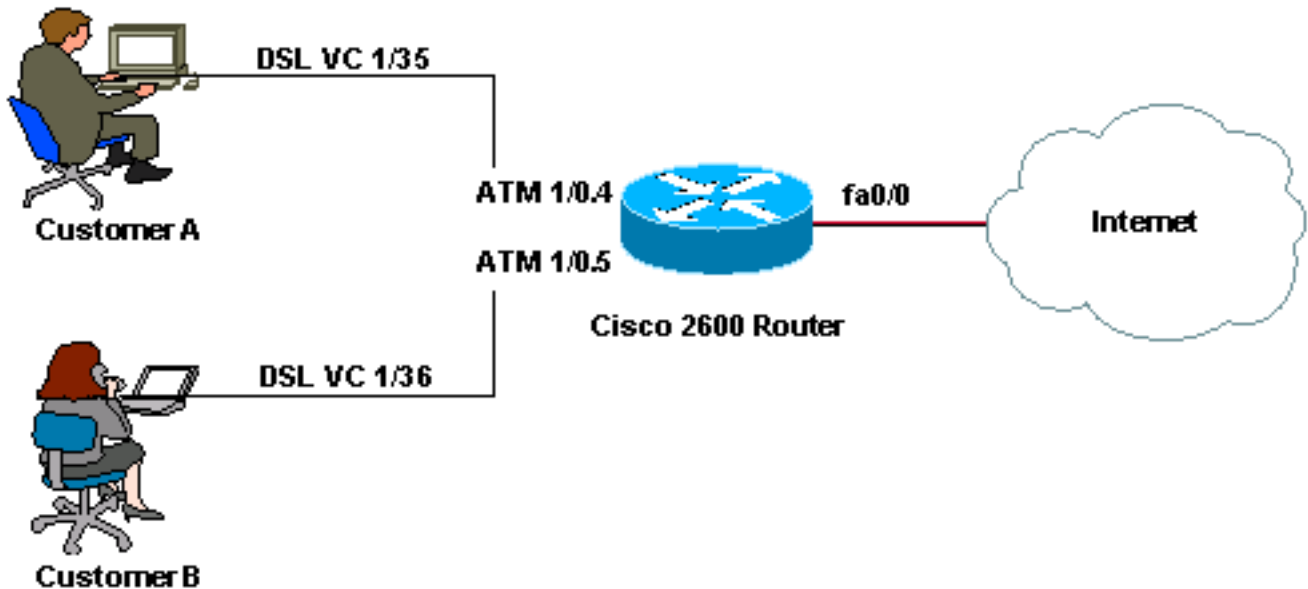 DSL VC 1/35
Customer A
ATM 1/0.4
fa0/0
Internet
ATM 1/0.5
Cisco 2600 Router
DSL VC 1/36
Customer B